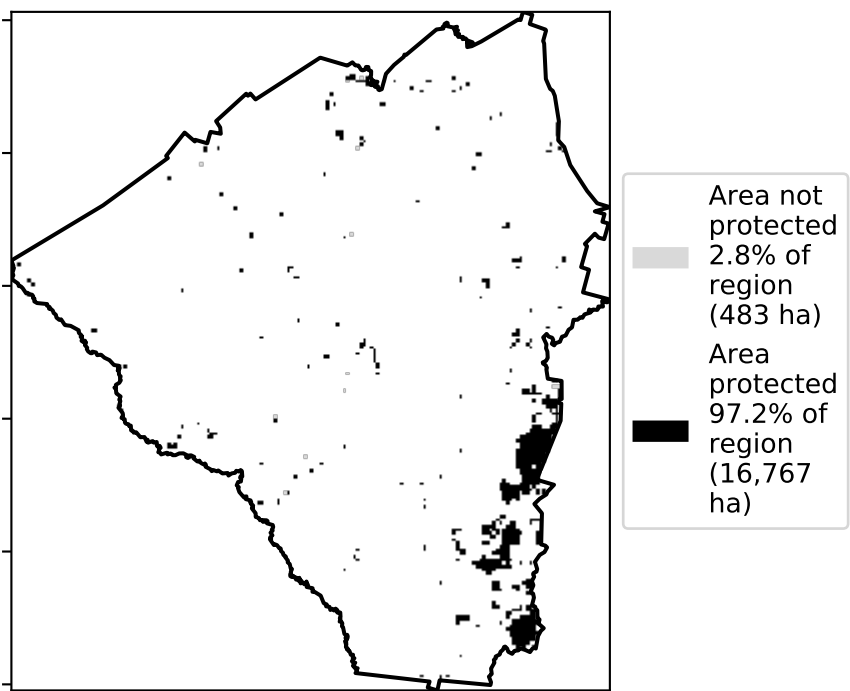 Area not
protected
2.8% of
region
(483 ha)
Area
protected
97.2% of
region
(16,767
ha)